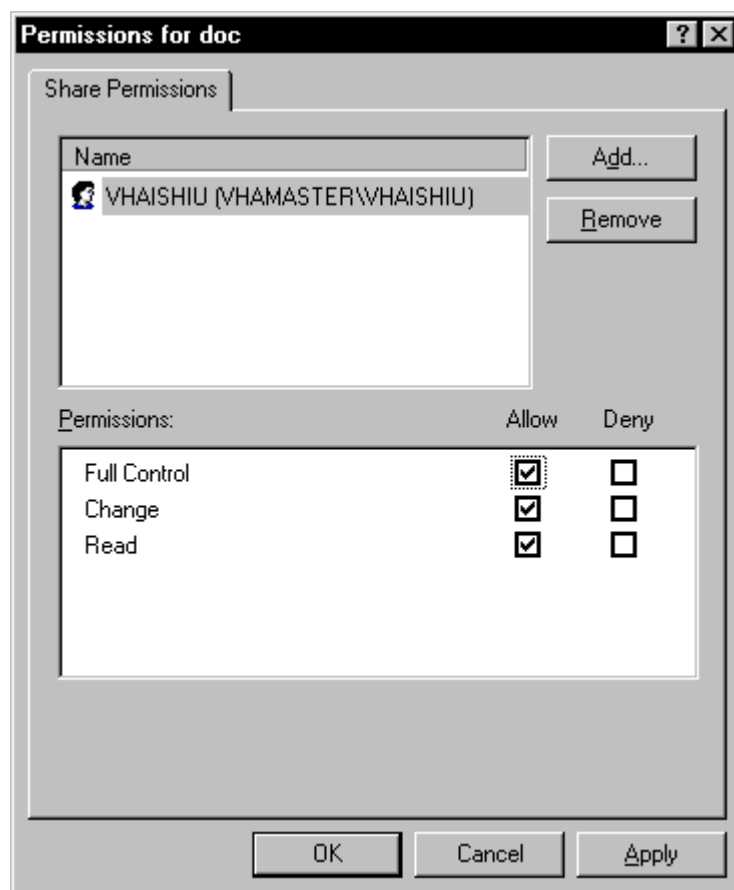 Permissions for doc
Share Permissions
Name
Add...
VHAISHIU (VHAMASTER\VHAISHIU)
Remove
Permissions: Allow Deny
Full Control
Change
Read
OK Cancel Apply